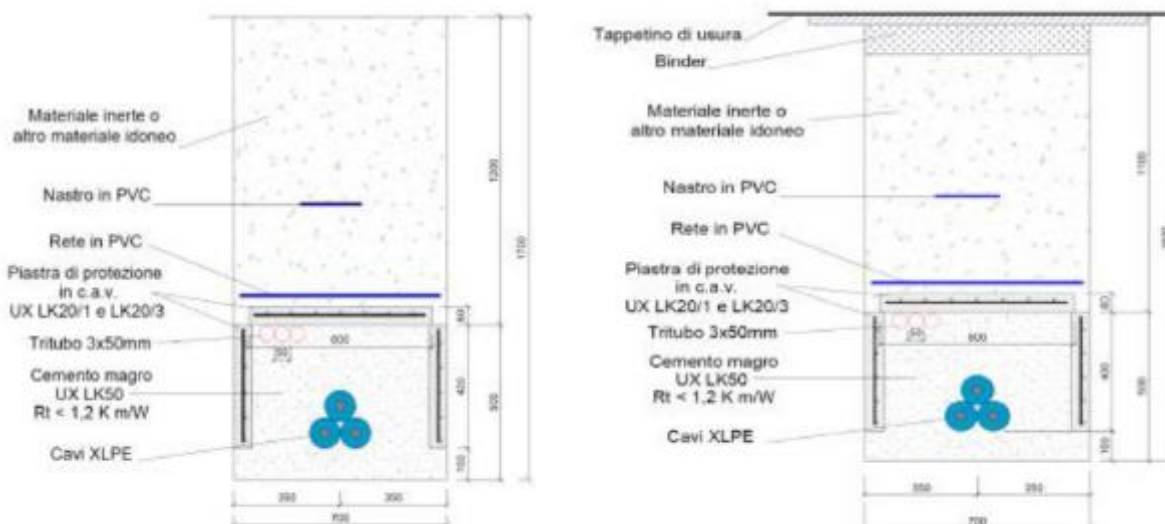 Materiale inerte o
altro materiale idoneo
Nastro in PVC
Rete in PVC
Piastra di protezione
in c.a.v.
UX LK20/1 e LK20/3
Tritubo 3x50mm
Cemento magro
UX LK50
Rt < 1,2 K m/W
Cavi XLPE
1200
1700
60
600
50
420
500
100
350
350
700
Tappetino di usura
Binder
Materiale inerte o
altro materiale idoneo
Nastro in PVC
Rete in PVC
Piastra di protezione
in c.a.v.
UX LK20/1 e LK20/3
Tritubo 3x50mm
Cemento magro
UX LK50
Rt < 1,2 K m/W
Cavi XLPE
1100
60
600
50
400
500
100
350
350
700